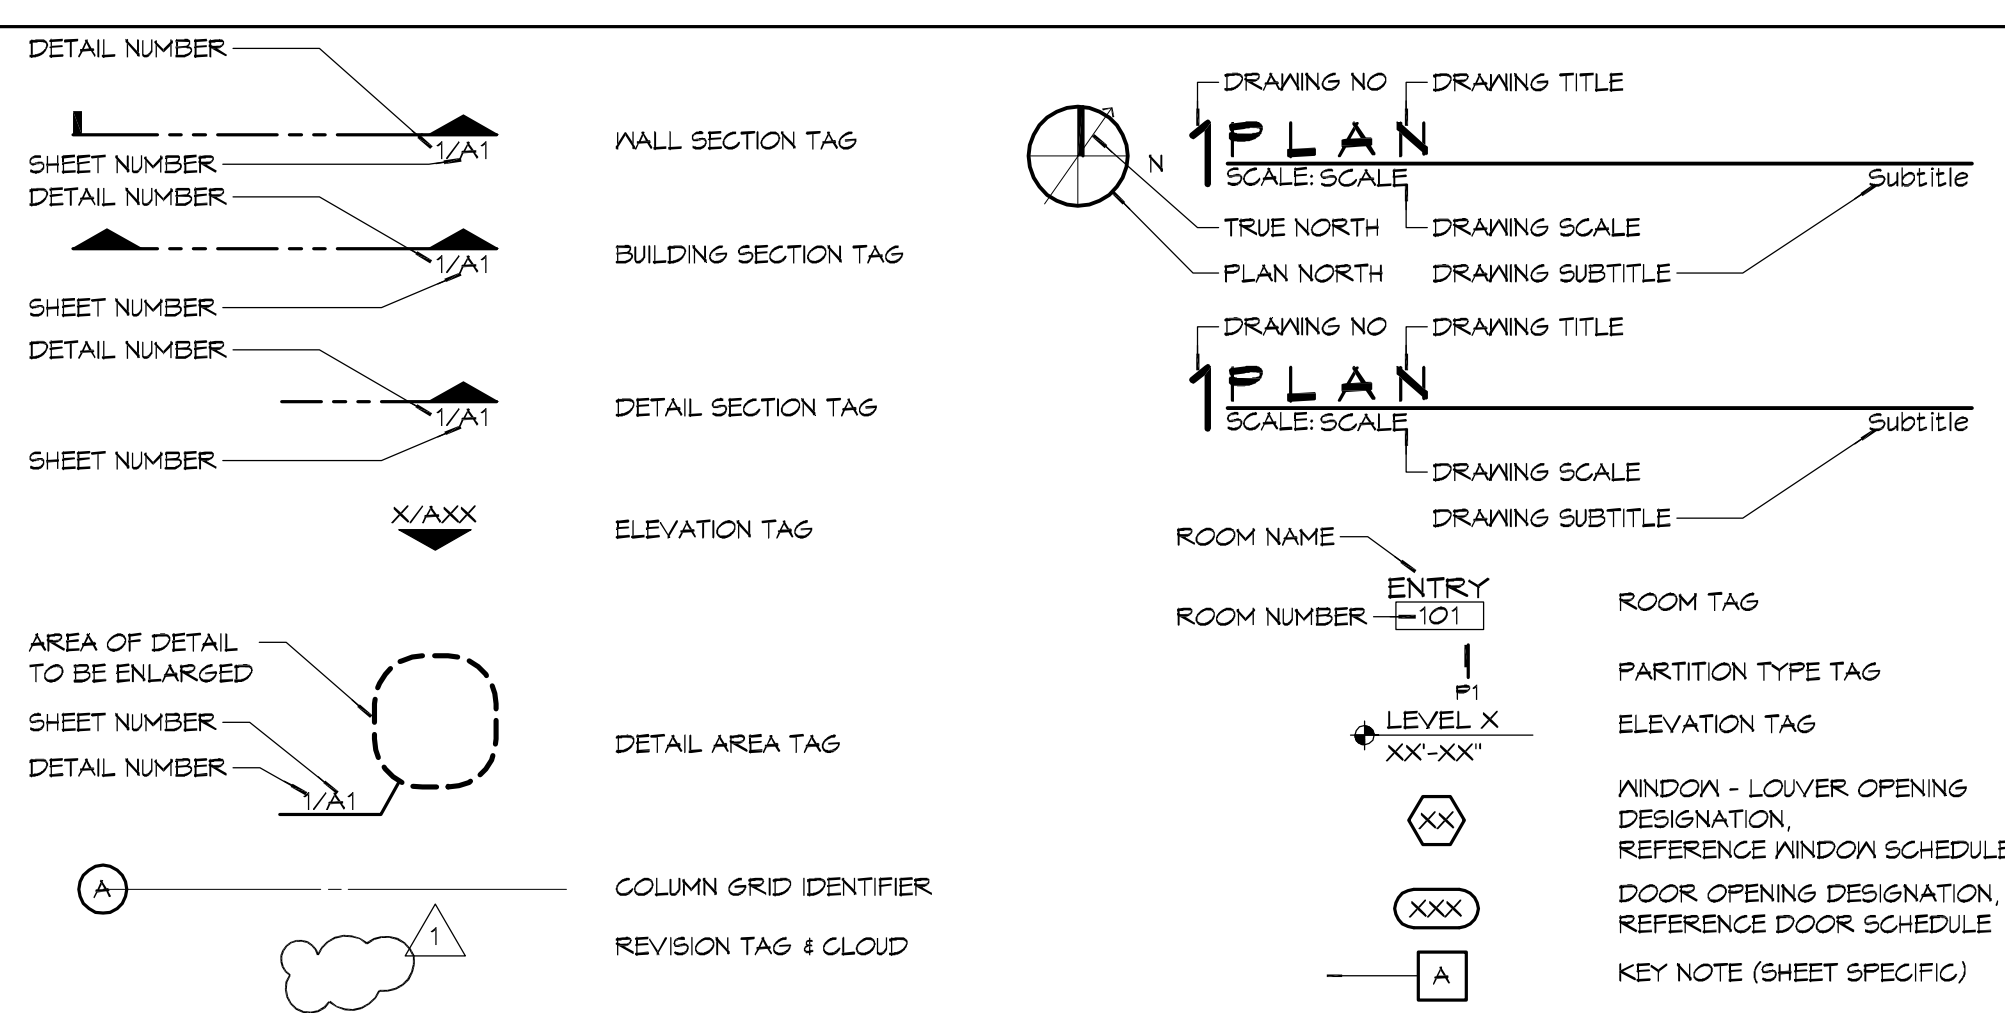 DETAIL NUMBER
1/A1
SHEET NUMBER
WALL SECTION TAG
DETAIL NUMBER
1/A1
SHEET NUMBER
BUILDING SECTION TAG
DETAIL NUMBER
1/A1
SHEET NUMBER
DETAIL SECTION TAG
X/AXX
ELEVATION TAG
AREA OF DETAIL
TO BE ENLARGED
SHEET NUMBER
DETAIL NUMBER
1/A1
DETAIL AREA TAG
A
COLUMN GRID IDENTIFIER
1
REVISION TAG & CLOUD
DRAWING NO
DRAWING TITLE
N
1 PLAN
SCALE: SCALE
Subtitle
TRUE NORTH
DRAWING SCALE
PLAN NORTH
DRAWING SUBTITLE
DRAWING NO
DRAWING TITLE
1 PLAN
SCALE: SCALE
Subtitle
DRAWING SCALE
DRAWING SUBTITLE
ROOM NAME
ENTRY
ROOM NUMBER
101
ROOM TAG
P1
PARTITION TYPE TAG
LEVEL X
XX'-XX"
ELEVATION TAG
XX
WINDOW - LOUVER OPENING
DESIGNATION,
REFERENCE WINDOW SCHEDULE
XXX
DOOR OPENING DESIGNATION,
REFERENCE DOOR SCHEDULE
A
KEY NOTE (SHEET SPECIFIC)